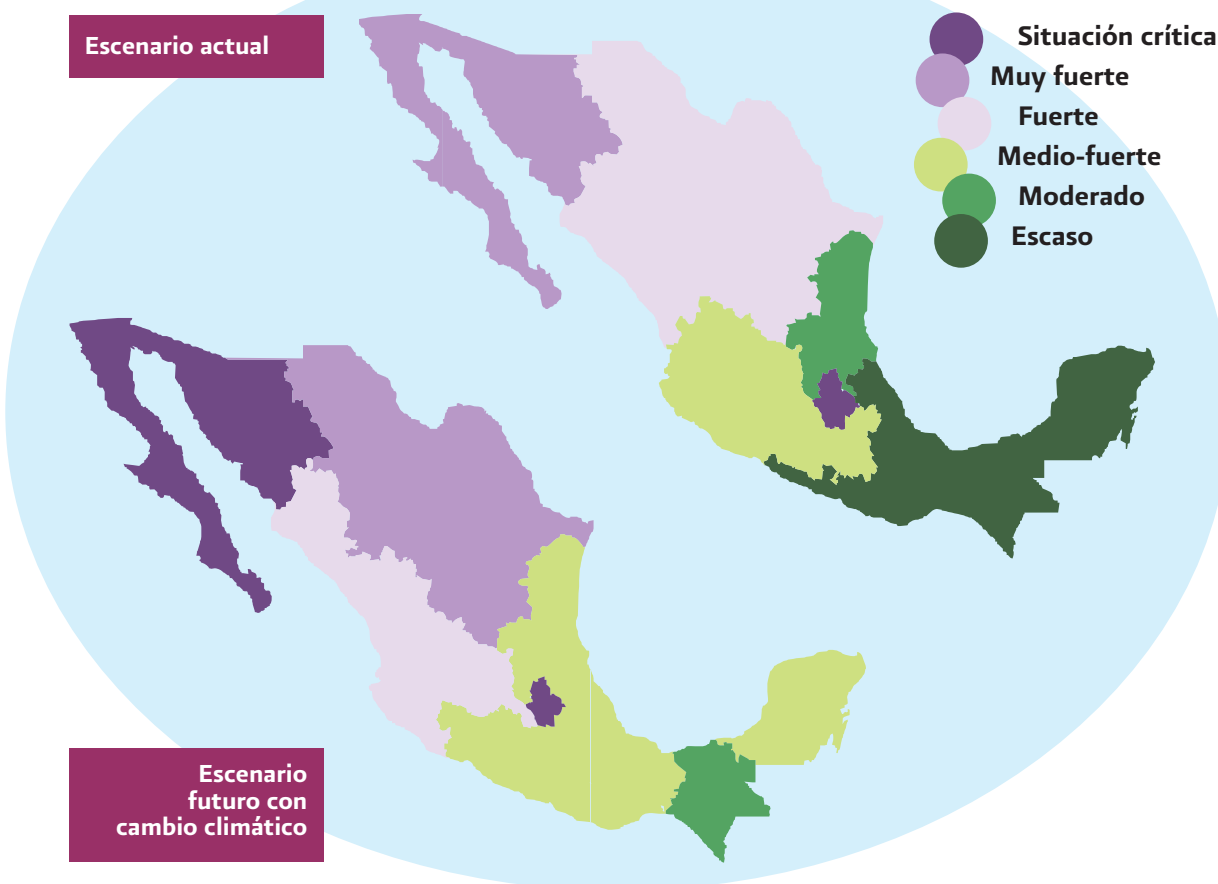 Escenario actual
Situación crítica
Muy fuerte
Fuerte
Medio-fuerte
Moderado
Escaso
Escenario
futuro con
cambio climático